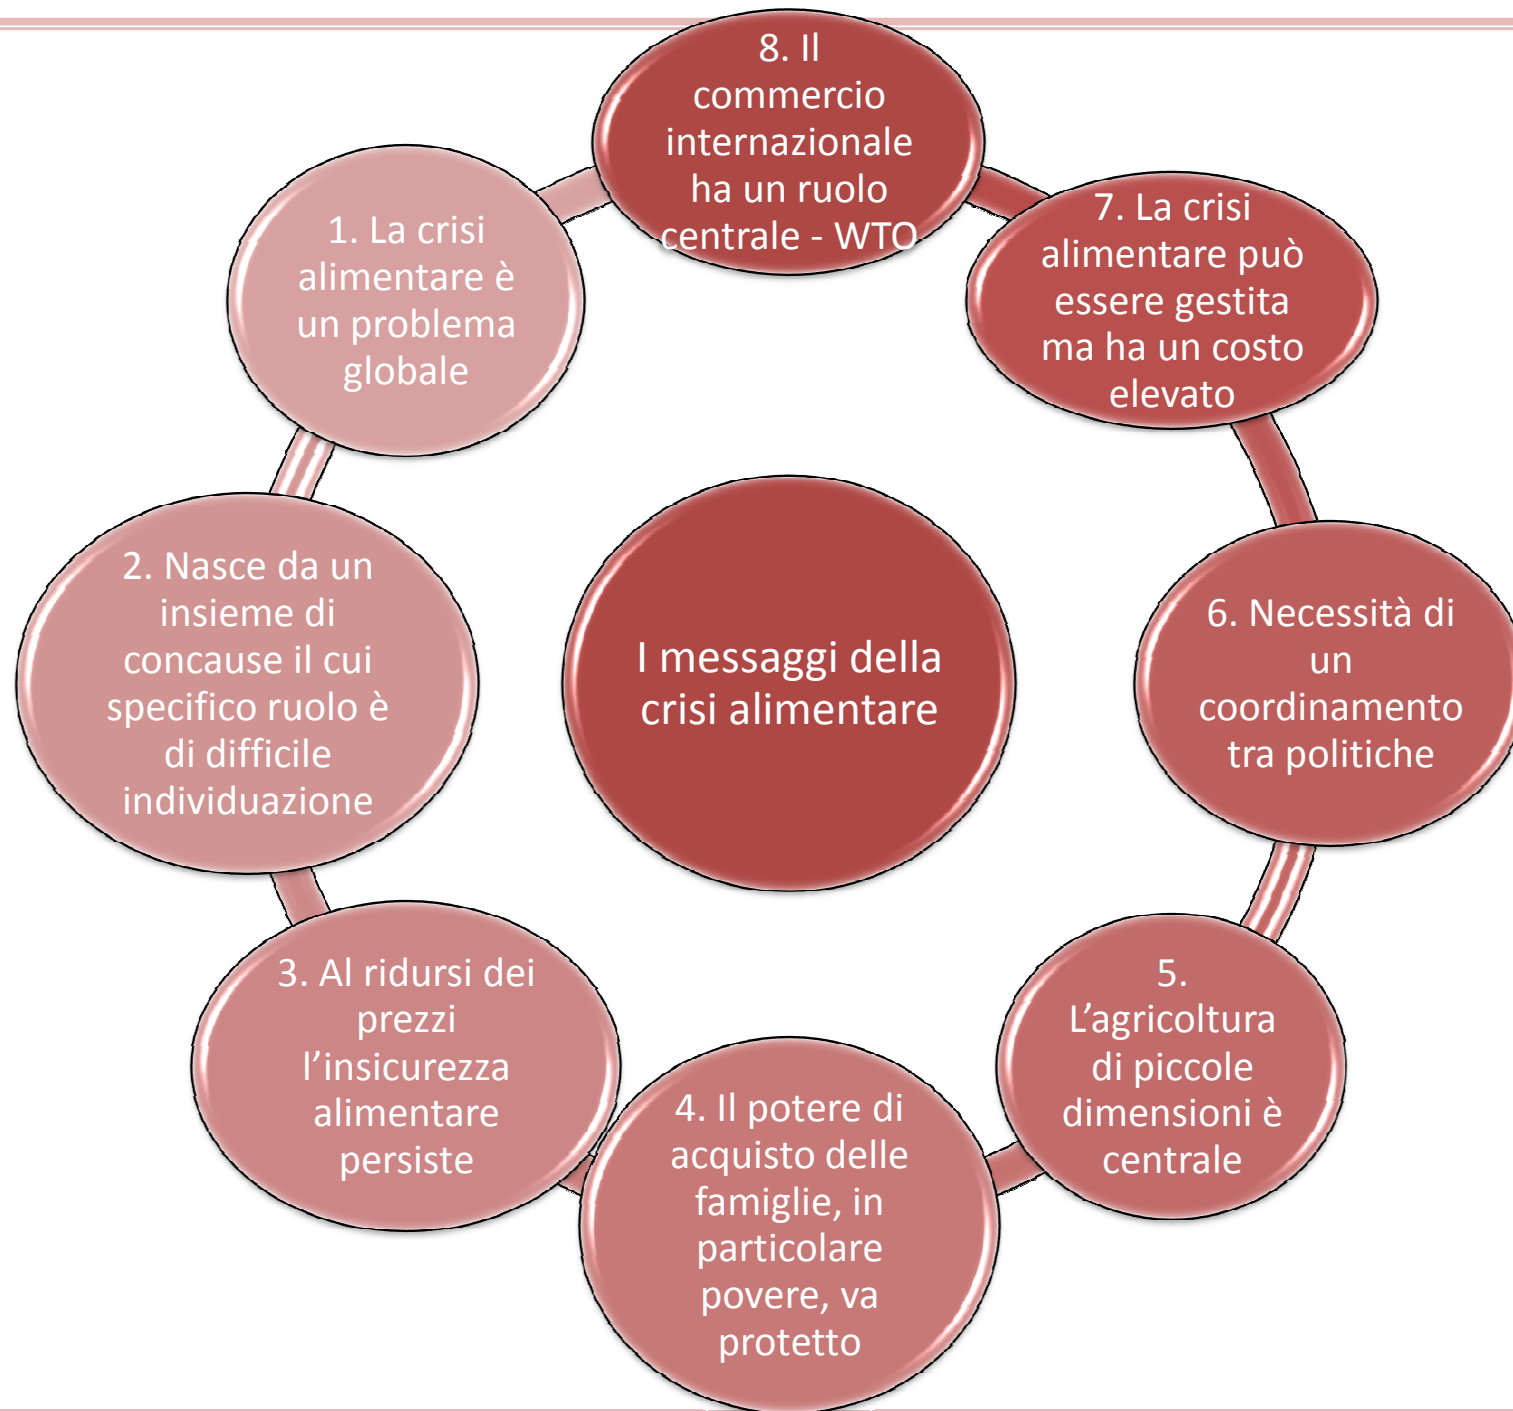 8. Il
commercio
internazionale
ha un ruolo
centrale - WTO
7. La crisi
alimentare può
essere gestita
ma ha un costo
elevato
1. La crisi
alimentare è
un problema
globale
2. Nasce da un
insieme di
concause il cui
specifico ruolo è
di difficile
individuazione
I messaggi della
crisi alimentare
6. Necessità di
un
coordinamento
tra politiche
3. Al ridursi dei
prezzi
l’insicurezza
alimentare
persiste
5.
L’agricoltura
di piccole
dimensioni è
centrale
4. Il potere di
acquisto delle
famiglie, in
particolare
povere, va
protetto